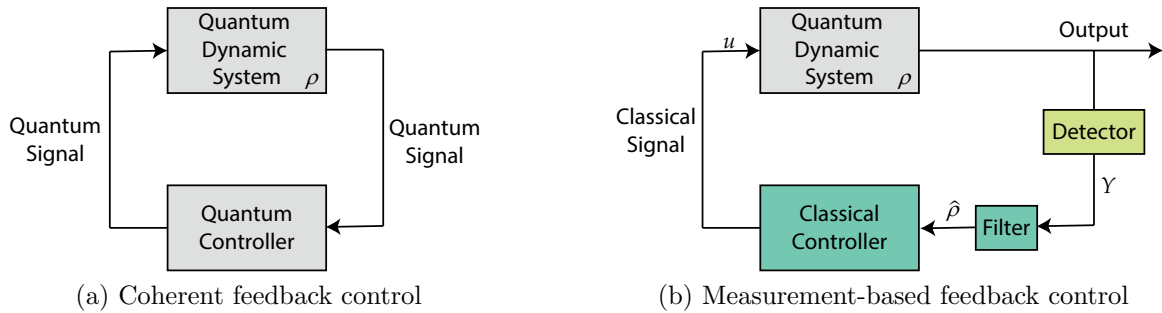 Quantum
Dynamic
System
ρ
Quantum
Signal
Quantum
Signal
Quantum
Controller
(a) Coherent feedback control
u
Quantum
Dynamic
System
ρ
Output
Classical
Signal
Detector
Y
ρ̂
Filter
Classical
Controller
(b) Measurement-based feedback control